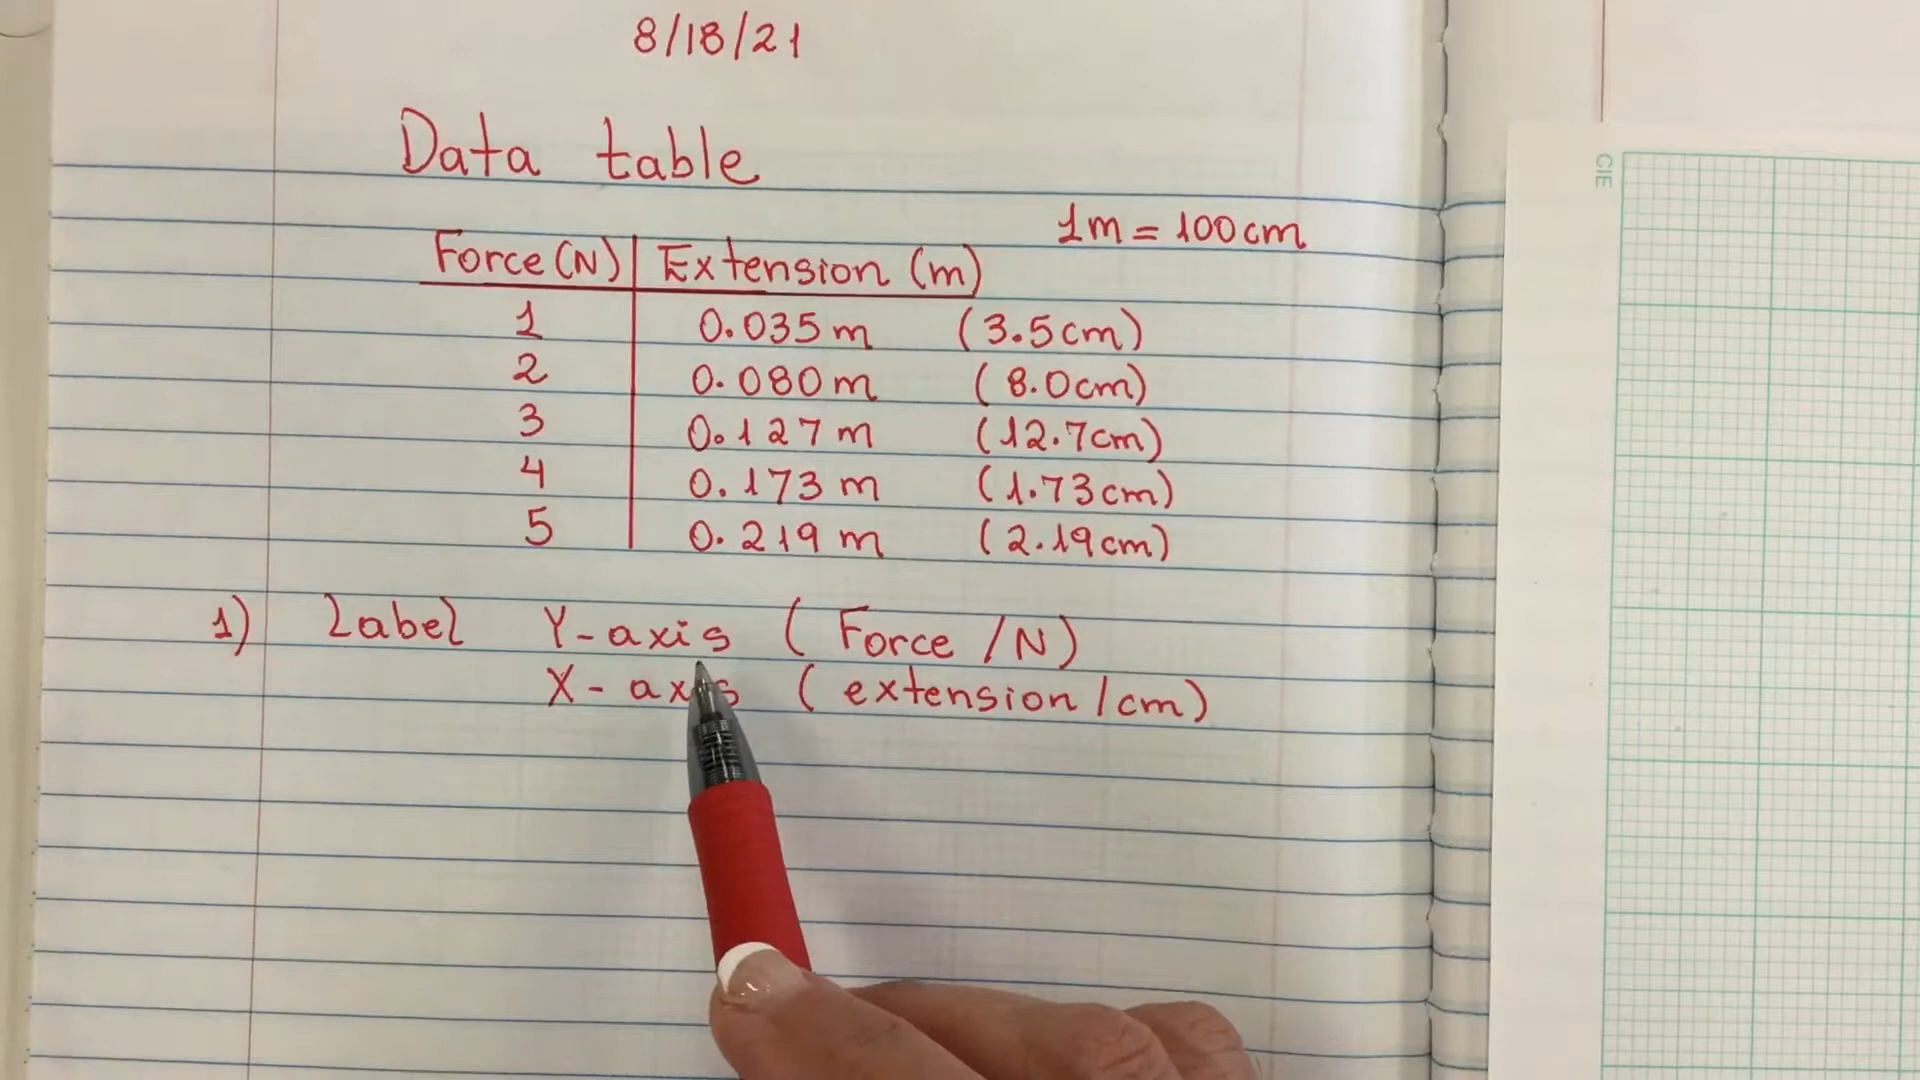 8/18/21
Data table
1m = 100cm
Force (N) Extension (m)
1 0.035 m (3.5cm)
2 0.080 m (8.0cm)
3 0.127 m (12.7cm)
4 0.173 m (1.73cm)
5 0.219 m (2.19cm)
1) Label Y-axis (Force /N)
X-axis (extension/cm)
CIE